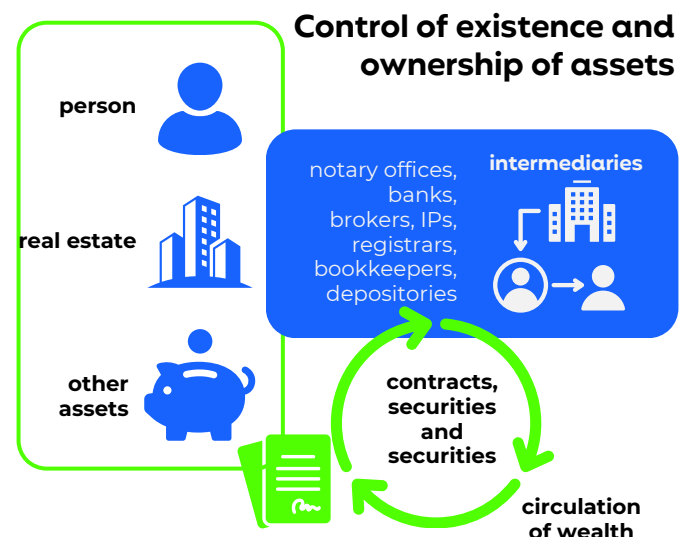 Control of existence and
ownership of assets
person
real estate
other
assets
notary offices,
banks,
brokers, IPs,
registrars,
bookkeepers,
depositories
intermediaries
contracts,
securities
and
securities
circulation
of wealth